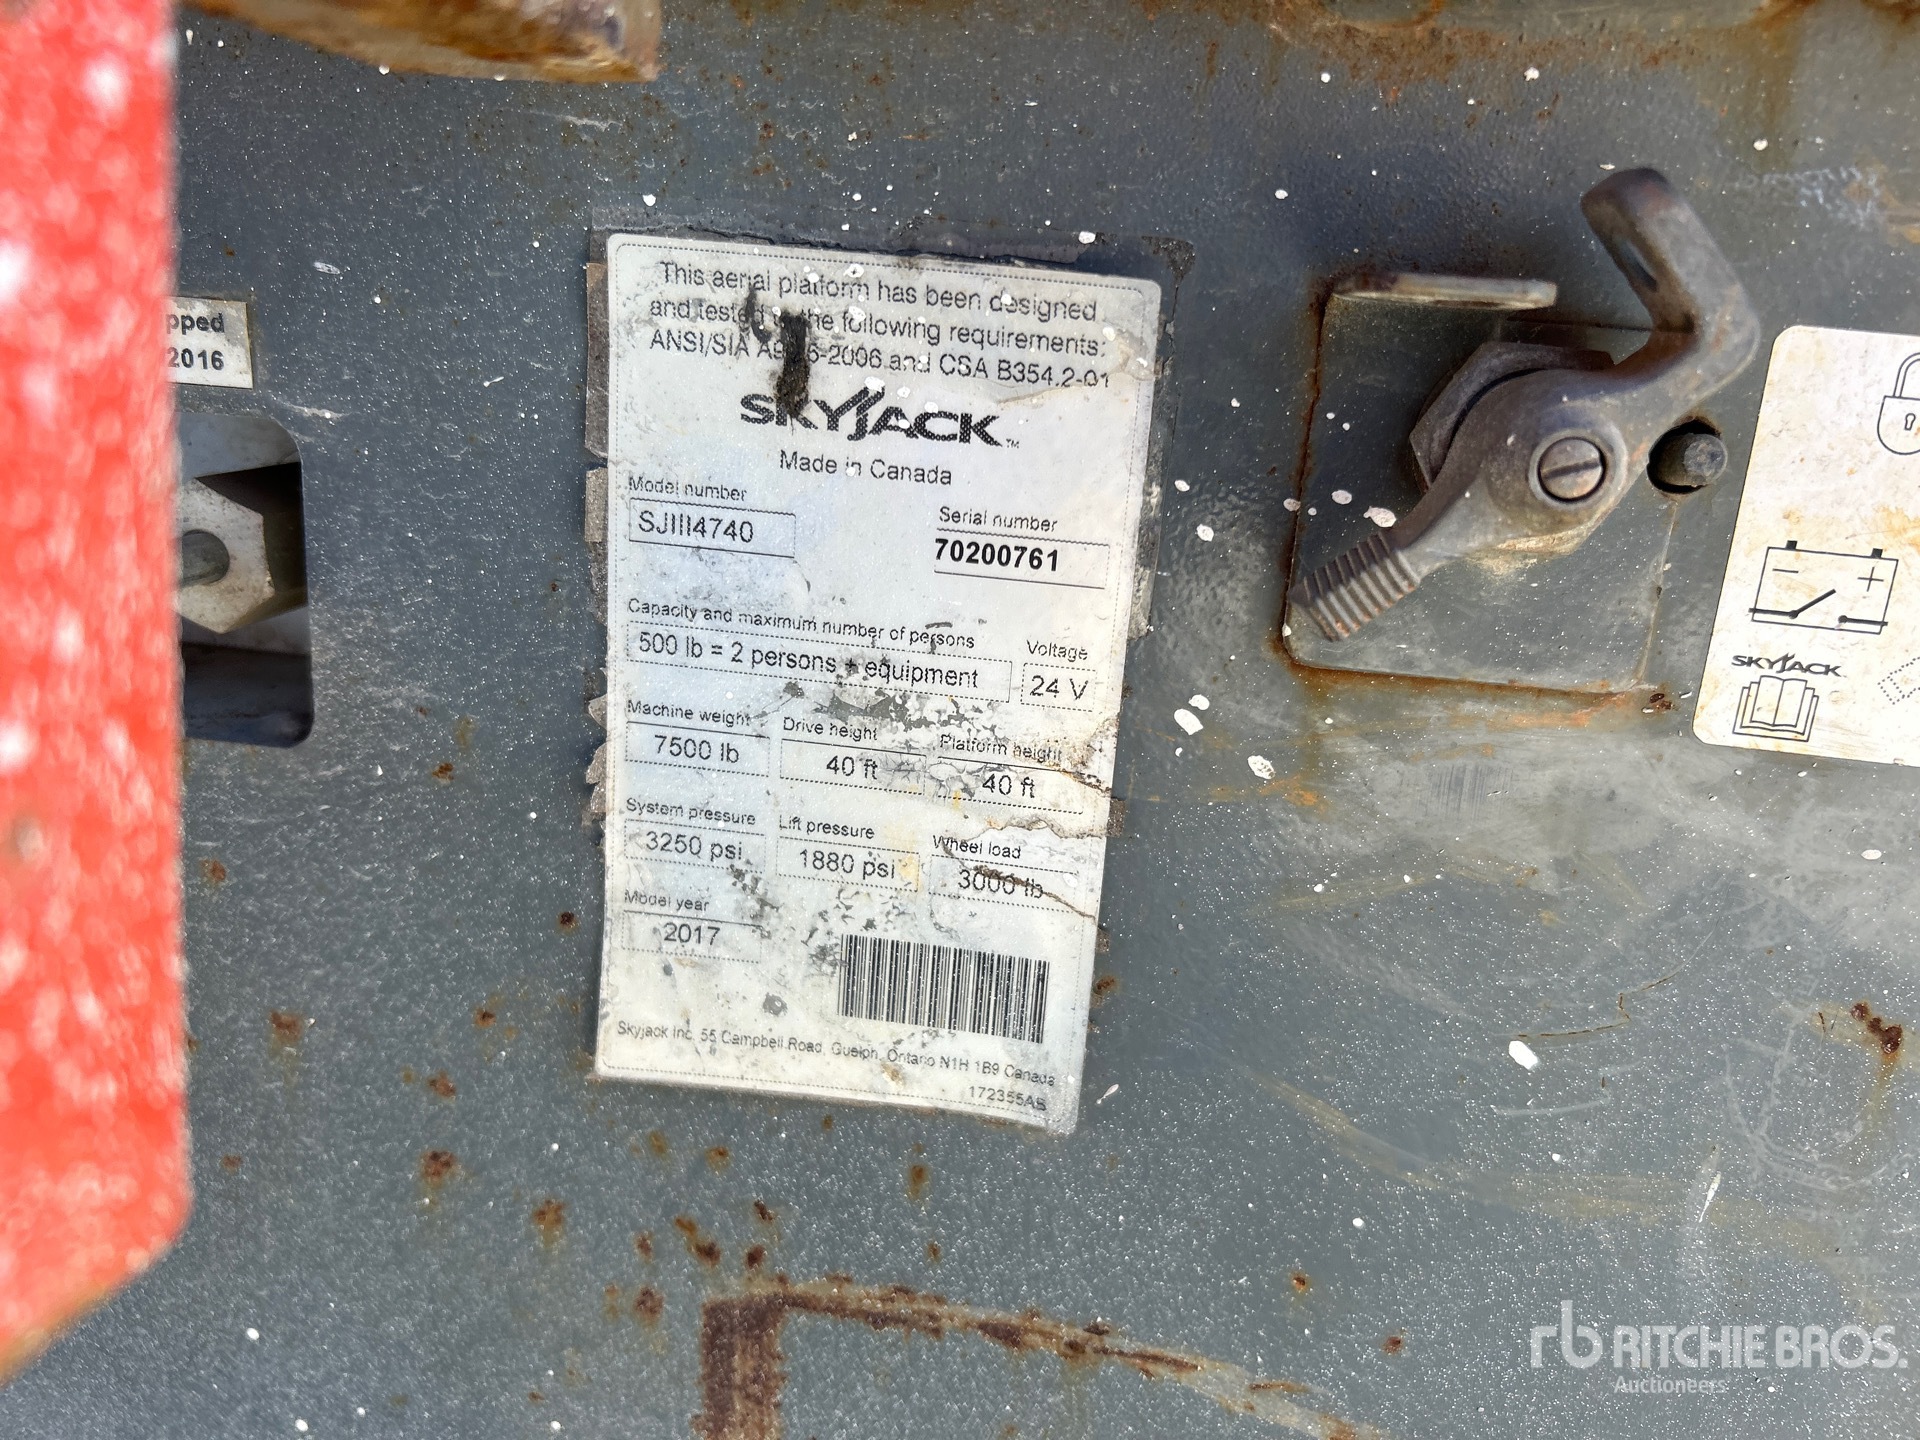 pped
2016
This aerial platform has been designed
and tested the following requirements:
ANSI/SIA and CSA B354.2-01
SKYJACK™
Made in Canada
Model number
SJIII4740
Serial number
70200761
Capacity and maximum number of persons
500 lb = 2 persons + equipment
Voltage
24 V
Machine weight
7500 lb
Drive height
40 ft
Platform height
40 ft
System pressure
3250 psi
Lift pressure
1880 psi
Wheel load
3000 lb
Model year
2017
Skyjack Inc. 55 Campbell Road, Guelph, Ontario N1H 1B9 Canada
172355AB
- +
SKYJACK
rb RITCHIE BROS.
Auctioneers